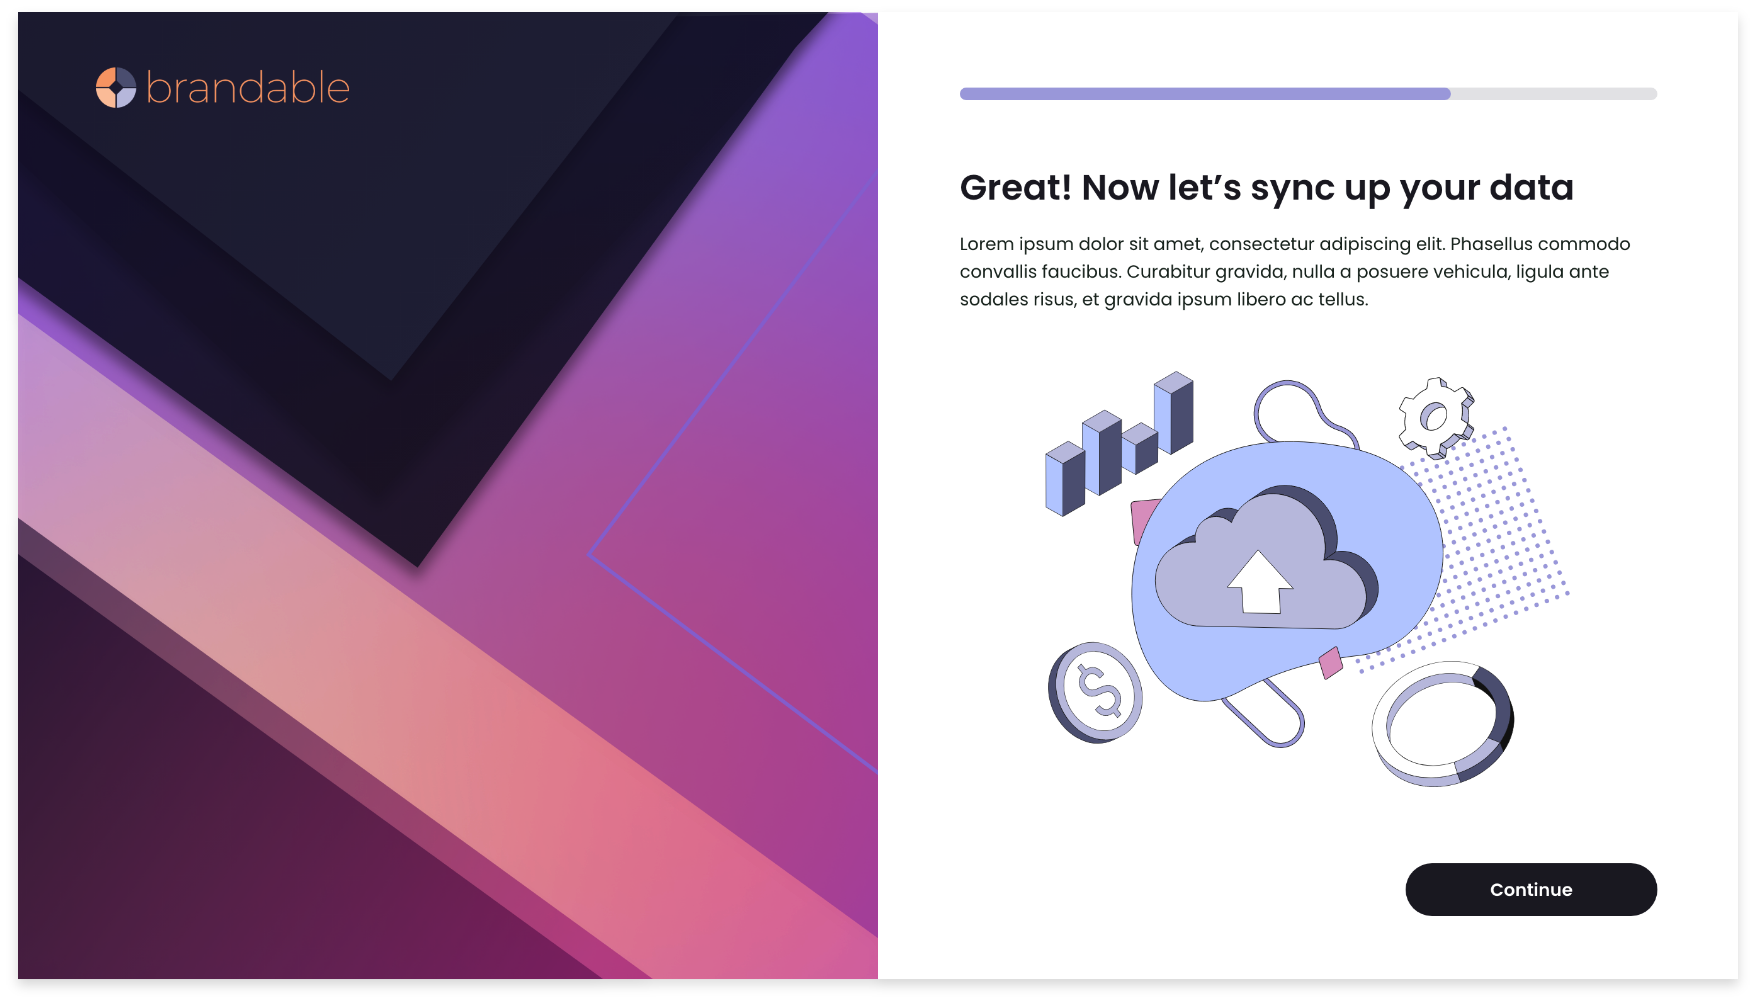 brandable
Great! Now let’s sync up your data
Lorem ipsum dolor sit amet, consectetur adipiscing elit. Phasellus commodo
convallis faucibus. Curabitur gravida, nulla a posuere vehicula, ligula ante
sodales risus, et gravida ipsum libero ac tellus.
$
Continue